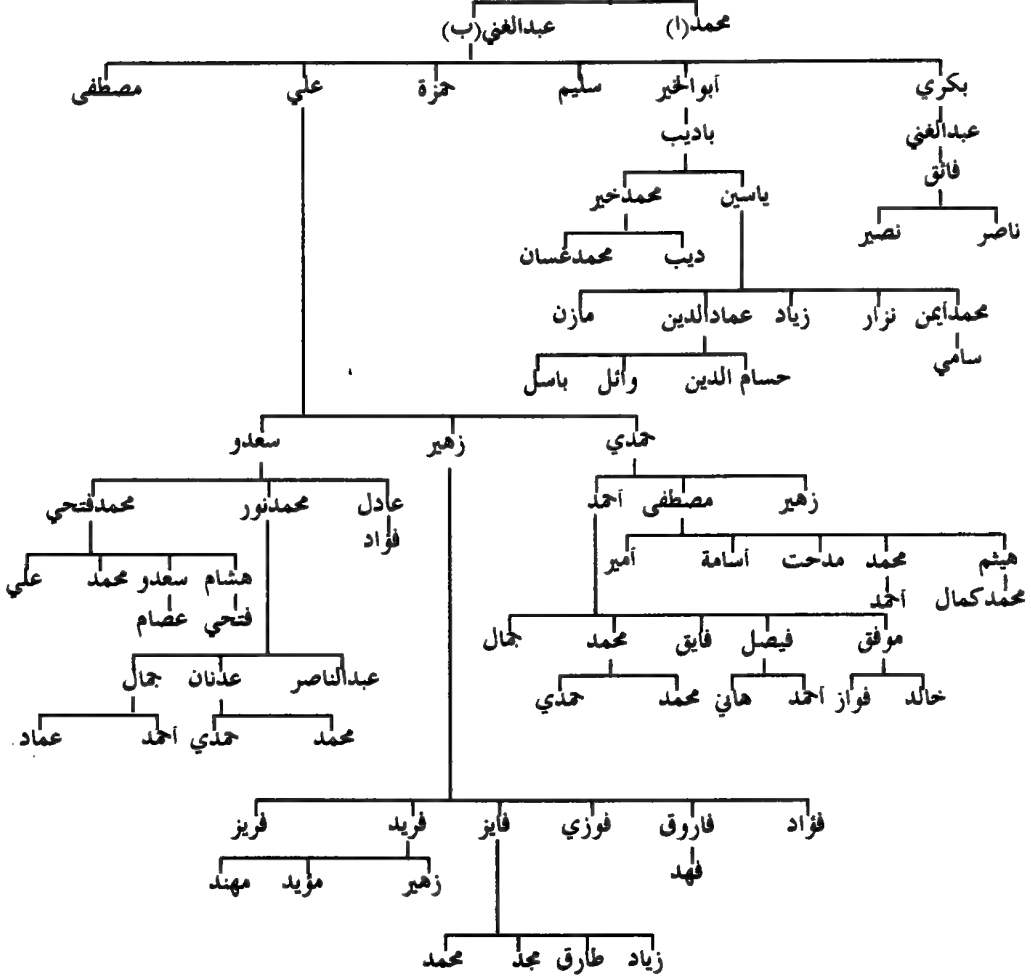 محمد(ا) عبدالغني(ب)
بكري أبوالخير سليم حمزة علي مصطفى
عبدالغني باديب
فائق
ياسين محمدخير
ناصر نصير
ديب محمدغسان
محمدأيمن نزار زياد عمادالدين مازن
سامي
حسام الدين وائل باسل
حمدي زهير سعدو
زهير مصطفى أحمد عادل محمدنور محمدفتحي
فؤاد
هيثم محمد مدحت أسامة أمير هشام سعدو محمد علي
محمدكمال أحمد فتحي عصام
موفق فيصل فايق محمد جمال
عبدالناصر عدنان جمال
خالد فواز أحمد هاني محمد حمدي
محمد حمدي أحمد عماد
فؤاد فاروق فوزي فايز فريد فريز
فهد زهير مؤيد مهند
زياد طارق مجد محمد